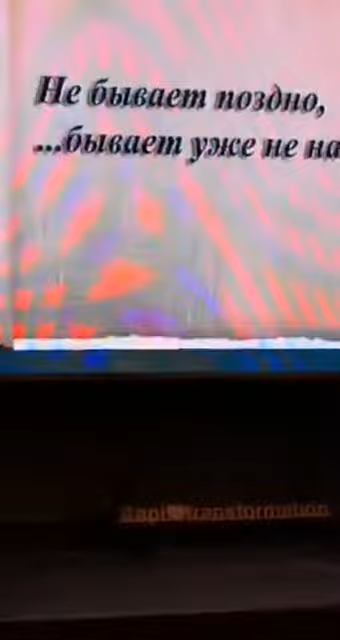 Не бывает поздно,
...бывает уже не на